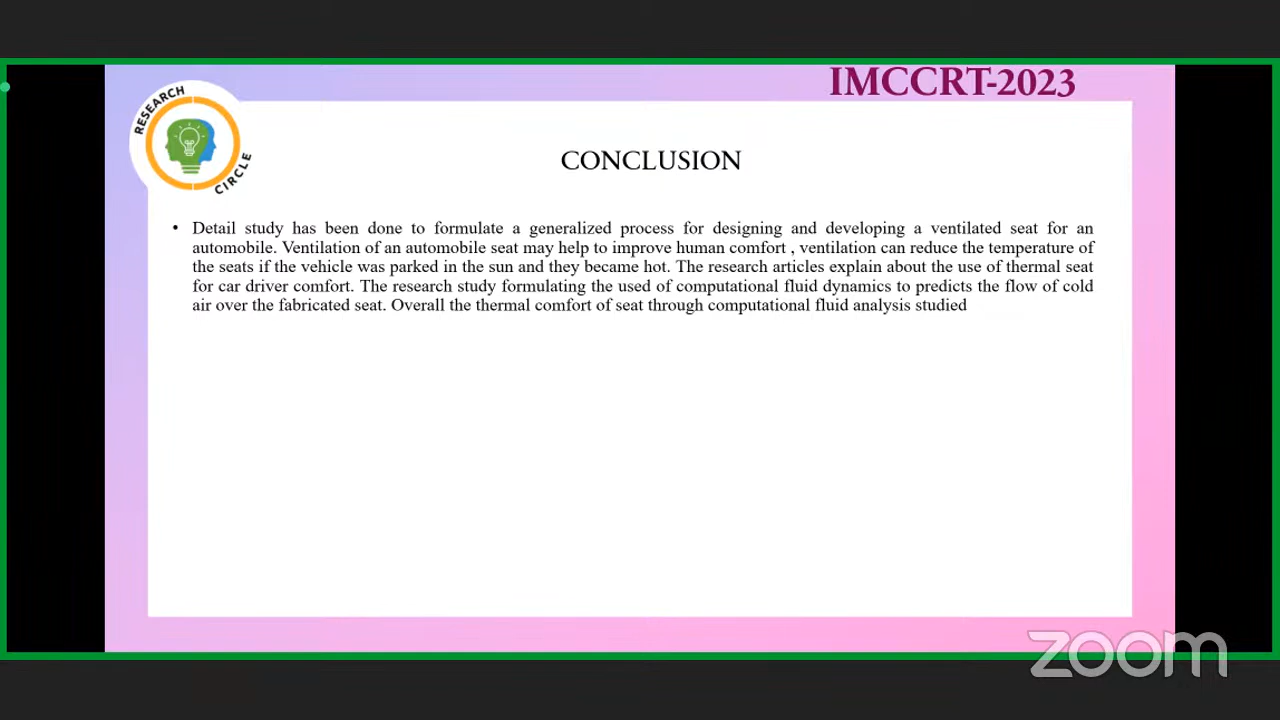 IMCCRT-2023
RESEARCH
CIRCLE
CONCLUSION
• Detail study has been done to formulate a generalized process for designing and developing a ventilated seat for an
automobile. Ventilation of an automobile seat may help to improve human comfort , ventilation can reduce the temperature of
the seats if the vehicle was parked in the sun and they became hot. The research articles explain about the use of thermal seat
for car driver comfort. The research study formulating the used of computational fluid dynamics to predicts the flow of cold
air over the fabricated seat. Overall the thermal comfort of seat through computational fluid analysis studied
zoom